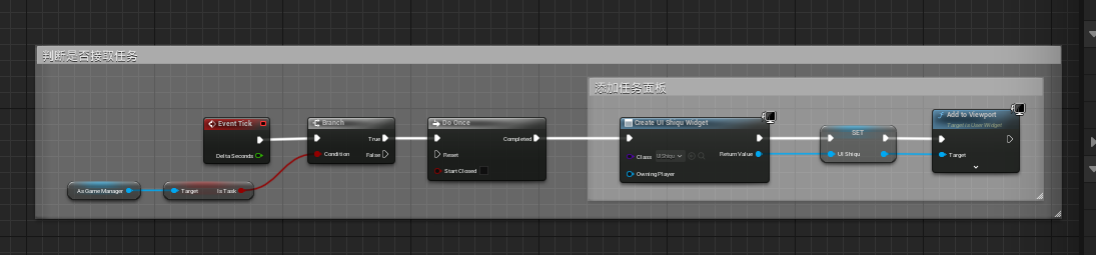 判断是否接取任务
添加任务面板
Event Tick
Delta Seconds
Branch
True
Condition
False
Do Once
Completed
Reset
Start Closed
Create UI Shiqu Widget
Class
UI Shiqu
Return Value
Owning Player
SET
UI Shiqu
Add to Viewport
Target is User Widget
Target
As Game Manager
Target
Is Task